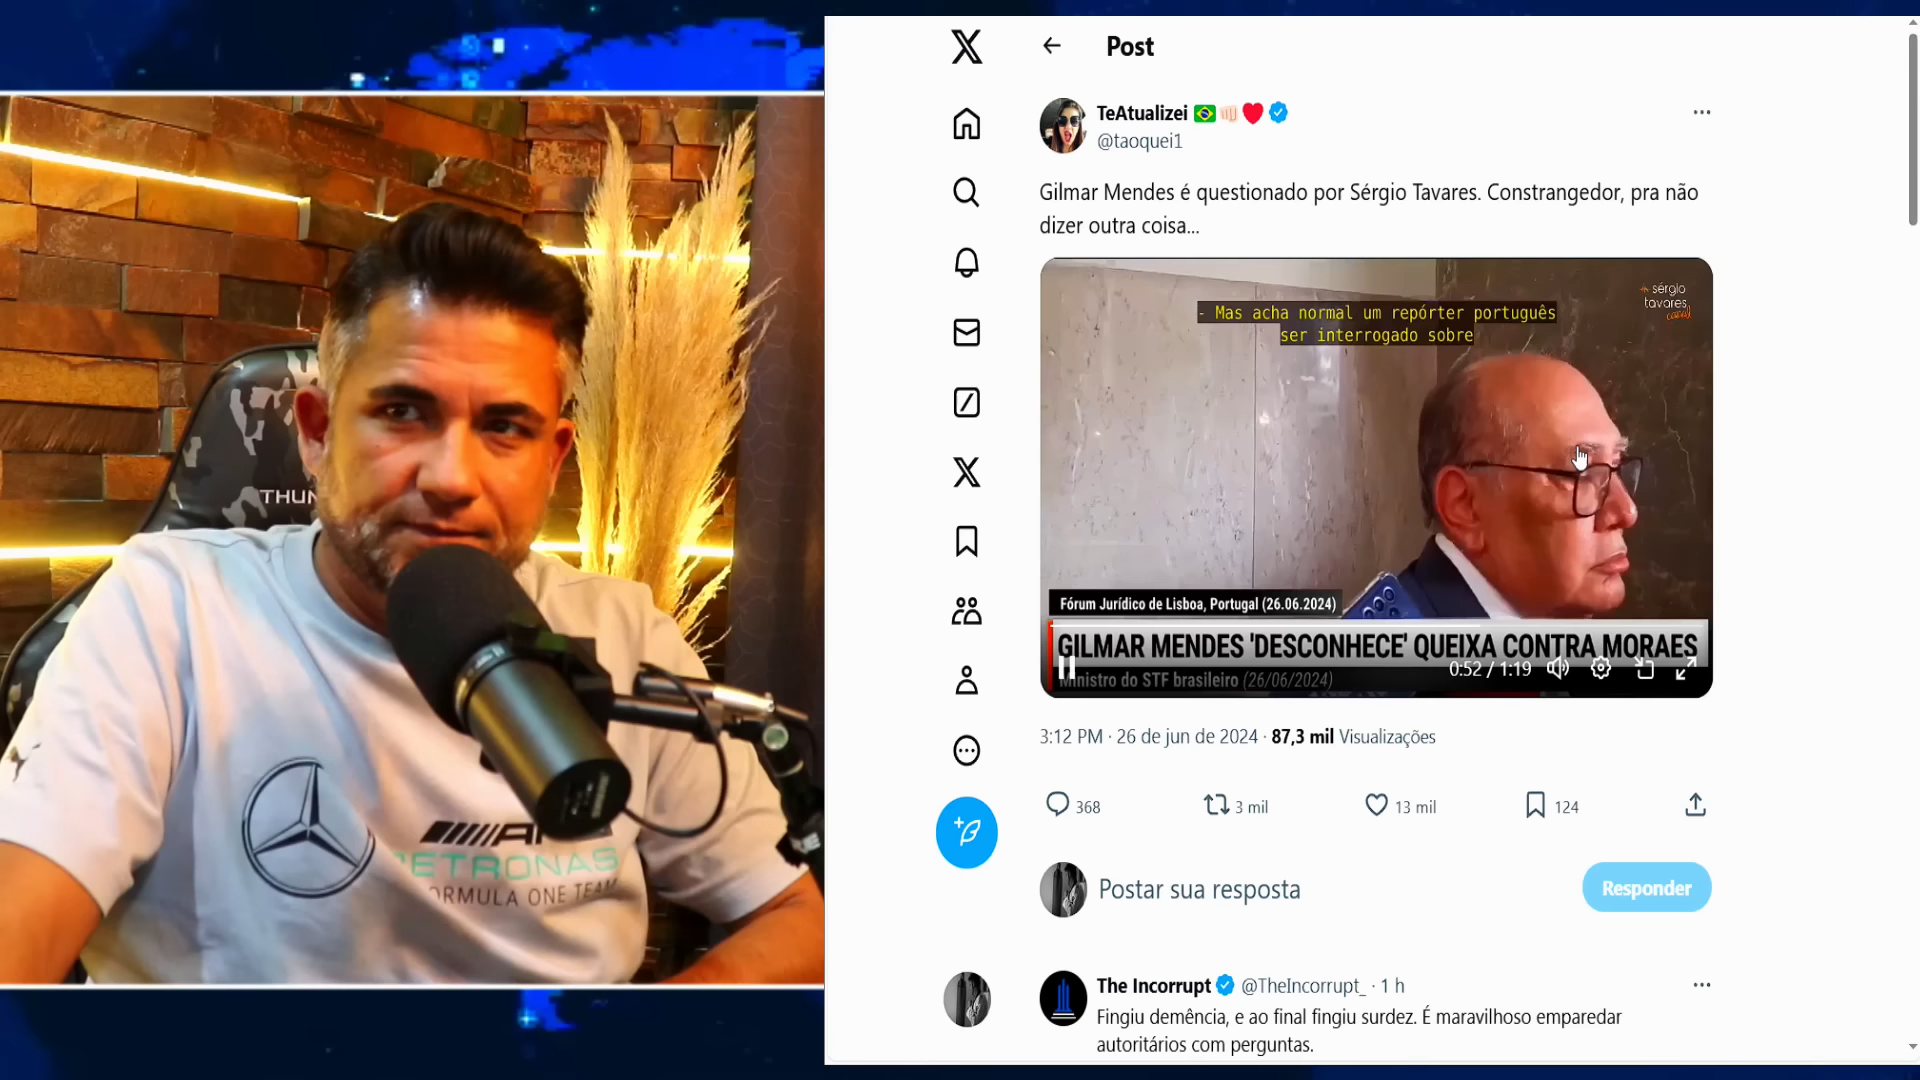 THUN
PETRONAS
FORMULA ONE TEAM
Post
TeAtualizei
@taoquei1
Gilmar Mendes é questionado por Sérgio Tavares. Constrangedor, pra não
dizer outra coisa...
sérgio
tavares
- Mas acha normal um repórter português
ser interrogado sobre
Fórum Jurídico de Lisboa, Portugal (26.06.2024)
GILMAR MENDES 'DESCONHECE' QUEIXA CONTRA MORAES
Ministro do STF brasileiro (26/06/2024)
0:52 / 1:19
3:12 PM · 26 de jun de 2024 · 87,3 mil Visualizações
368
3 mil
13 mil
124
Postar sua resposta
Responder
The Incorrupt @TheIncorrupt_ · 1 h
Fingiu demência, e ao final fingiu surdez. É maravilhoso emparedar
autoritários com perguntas.